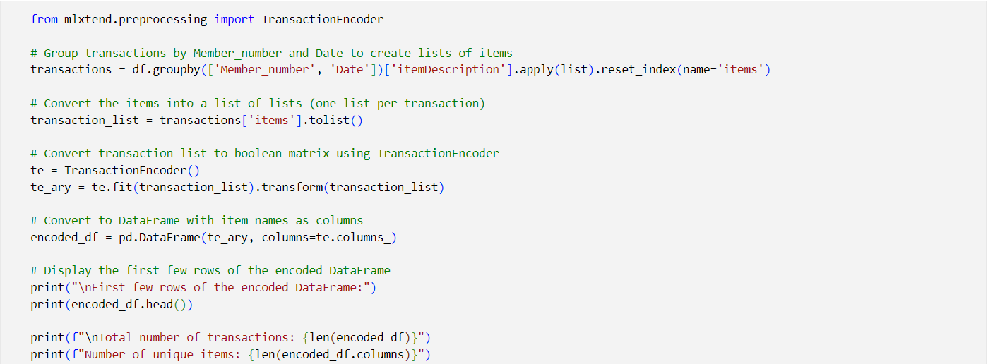 from mlxtend.preprocessing import TransactionEncoder
# Group transactions by Member_number and Date to create lists of items
transactions = df.groupby(['Member_number', 'Date'])['itemDescription'].apply(list).reset_index(name='items')
# Convert the items into a list of lists (one list per transaction)
transaction_list = transactions['items'].tolist()
# Convert transaction list to boolean matrix using TransactionEncoder
te = TransactionEncoder()
te_ary = te.fit(transaction_list).transform(transaction_list)
# Convert to DataFrame with item names as columns
encoded_df = pd.DataFrame(te_ary, columns=te.columns_)
# Display the first few rows of the encoded DataFrame
print("\nFirst few rows of the encoded DataFrame:")
print(encoded_df.head())
print(f"\nTotal number of transactions: {len(encoded_df)}")
print(f"Number of unique items: {len(encoded_df.columns)}")